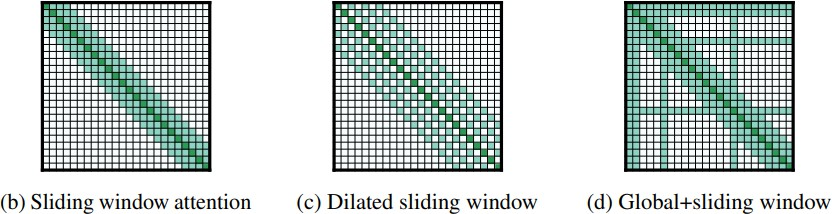 (b) Sliding window attention
(c) Dilated sliding window
(d) Global+sliding window